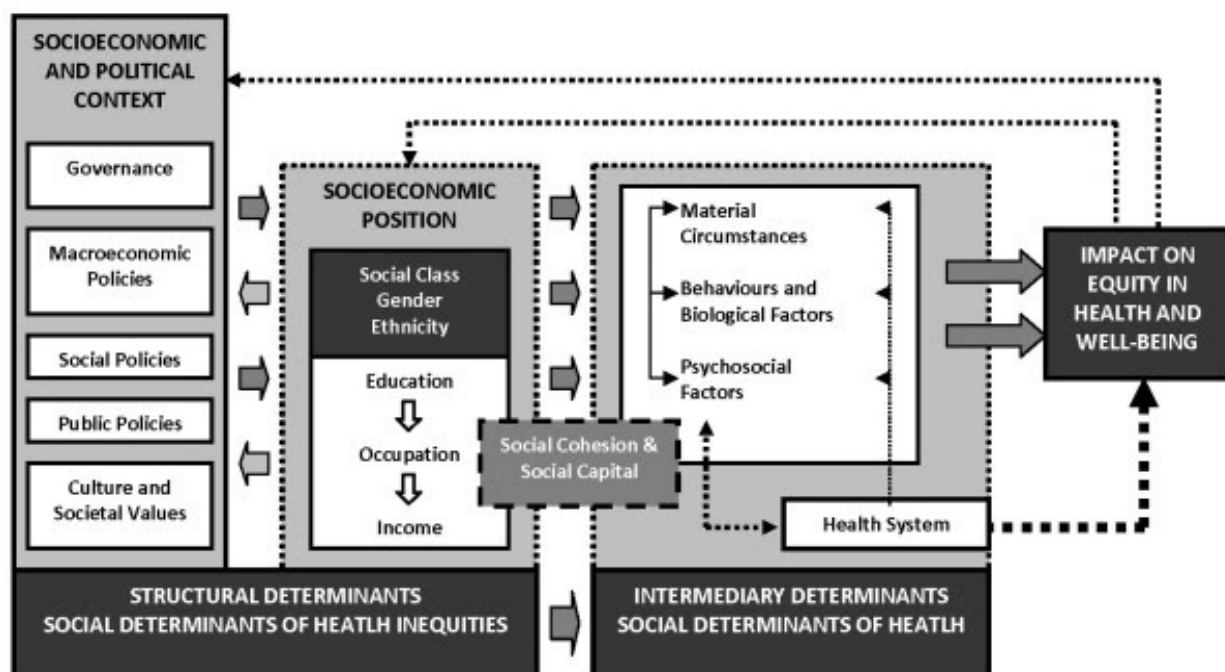 SOCIOECONOMIC
AND POLITICAL
CONTEXT
Governance
Macroeconomic
Policies
Social Policies
Public Policies
Culture and
Societal Values
SOCIOECONOMIC
POSITION
Social Class
Gender
Ethnicity
Education
Occupation
Income
Social Cohesion &
Social Capital
Material
Circumstances
Behaviours and
Biological Factors
Psychosocial
Factors
Health System
IMPACT ON
EQUITY IN
HEALTH AND
WELL-BEING
STRUCTURAL DETERMINANTS
SOCIAL DETERMINANTS OF HEATLH INEQUITIES
INTERMEDIARY DETERMINANTS
SOCIAL DETERMINANTS OF HEATLH